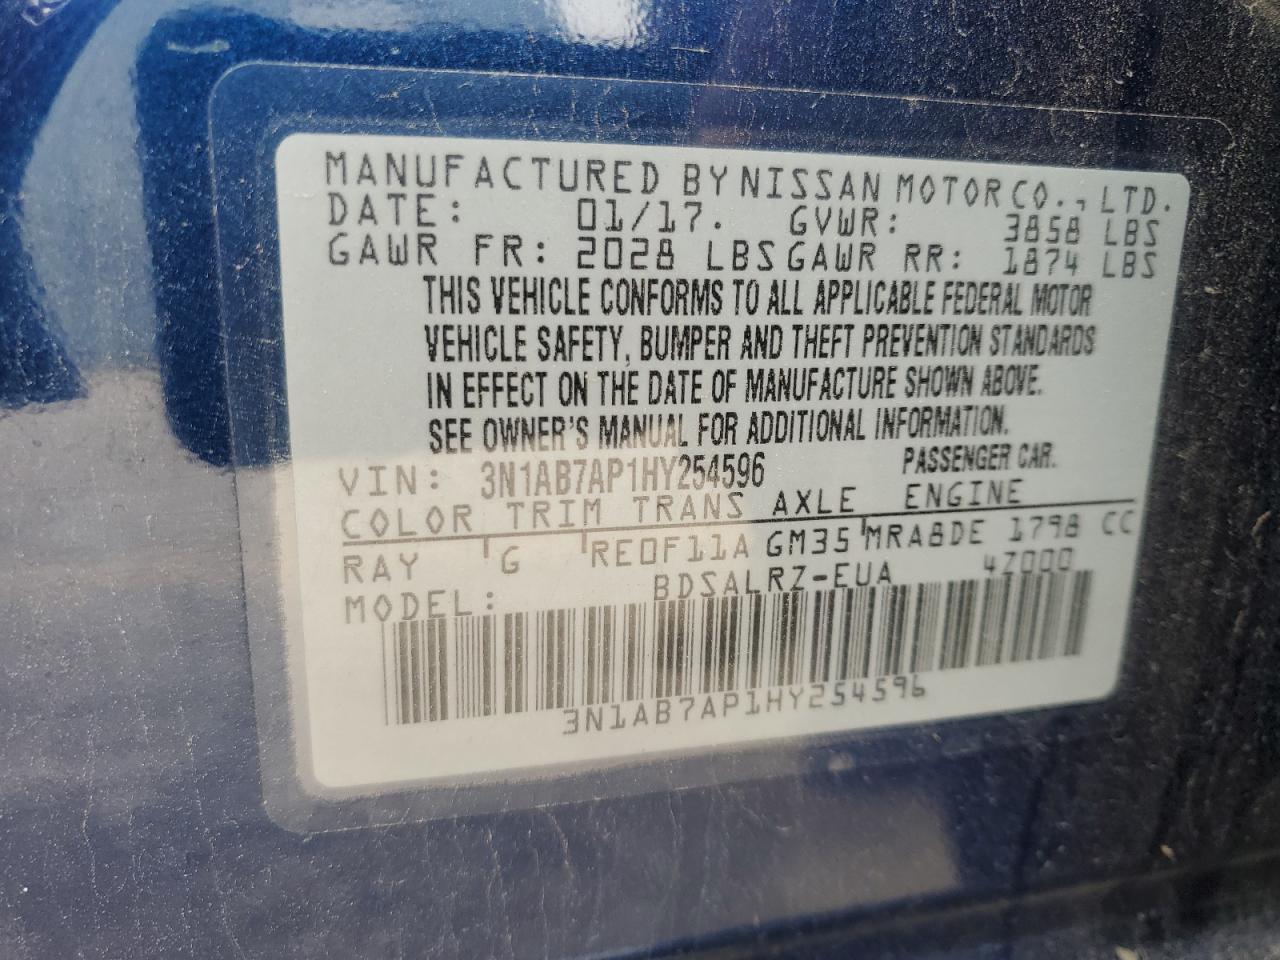 MANUFACTURED BY NISSAN MOTOR CO., LTD.
DATE: 01/17. GVWR: 3858 LBS
GAWR FR: 2028 LBS GAWR RR: 1874 LBS
THIS VEHICLE CONFORMS TO ALL APPLICABLE FEDERAL MOTOR
VEHICLE SAFETY, BUMPER AND THEFT PREVENTION STANDARDS
IN EFFECT ON THE DATE OF MANUFACTURE SHOWN ABOVE.
SEE OWNER'S MANUAL FOR ADDITIONAL INFORMATION.
VIN: 3N1AB7AP1HY254596 PASSENGER CAR.
COLOR TRIM TRANS AXLE ENGINE
RAY G RE0F11A GM35 MRA8DE 1798 CC
MODEL: BDSALRZ-EUA 47000
3N1AB7AP1HY254596